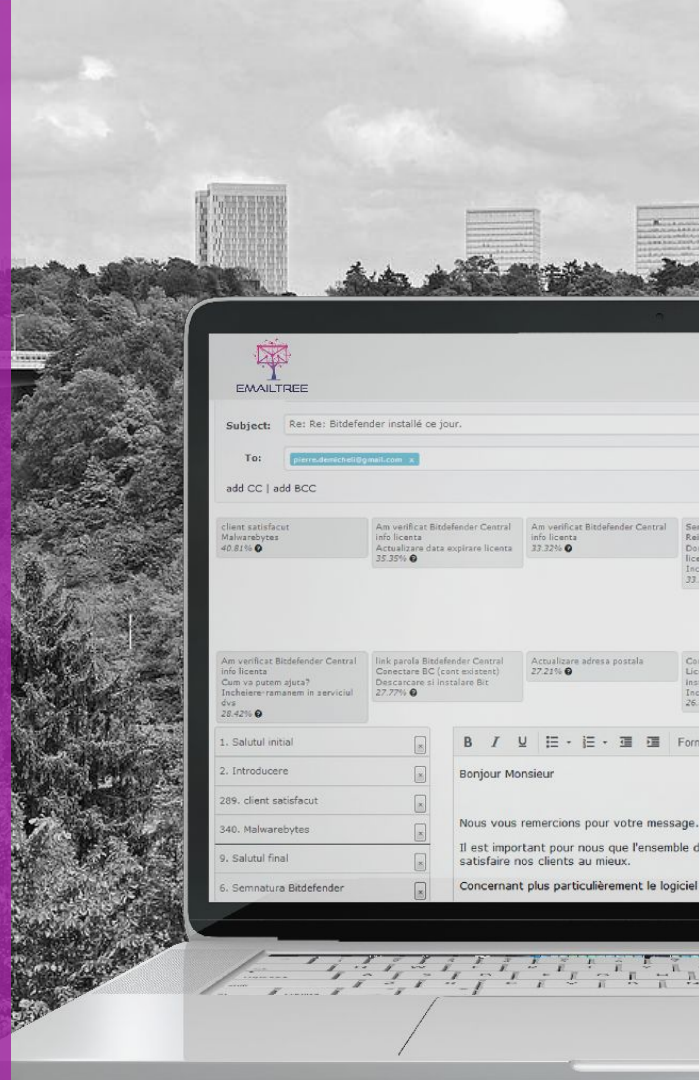 EMAILTREE
Subject: Re: Re: Bitdefender installé ce jour.
To: pierre.demicheli@gmail.com x
add CC | add BCC
client satisfacut
Malwarebytes
40.81%
Am verificat Bitdefender Central
info licenta
Actualizare data expirare licenta
35.35%
Am verificat Bitdefender Central
info licenta
33.32%
Am verificat Bitdefender Central
info licenta
Cum va putem ajuta?
Incheiere-ramanem in serviciul
dva
28.42%
link parola Bitdefender Central
Conectare BC (cont existent)
Descarcare si instalare Bit
27.77%
Actualizare adresa postala
27.21%
1. Salutul initial
2. Introducere
289. client satisfacut
340. Malwarebytes
9. Salutul final
6. Semnatura Bitdefender
B I U Form
Bonjour Monsieur
Nous vous remercions pour votre message.
Il est important pour nous que l'ensemble d
satisfaire nos clients au mieux.
Concernant plus particulièrement le logiciel